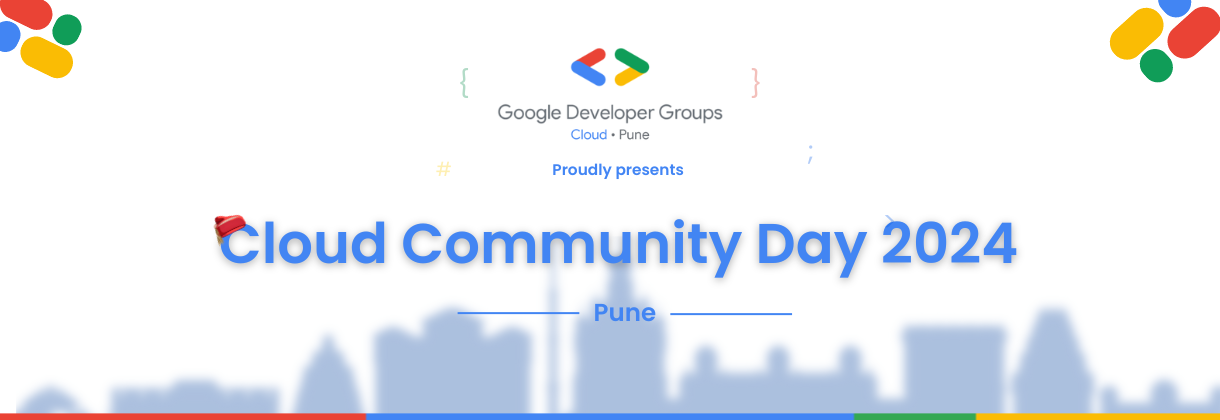 { }
Google Developer Groups
Cloud • Pune
;
#
Proudly presents
Cloud Community Day 2024
Pune